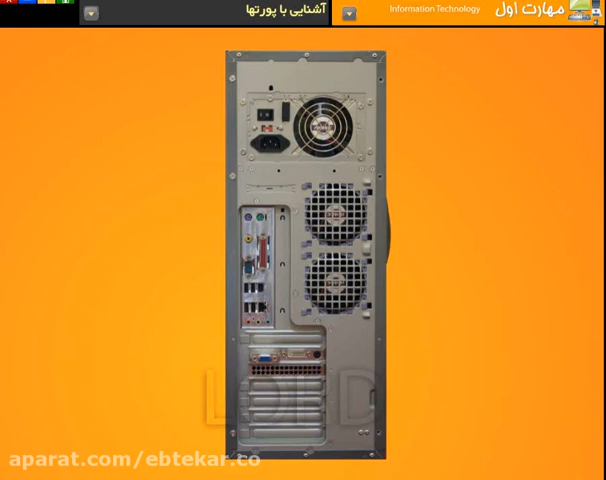 مهارت اول
Information Technology
آشنایی با پورتها
aparat.com/ebtekar.co